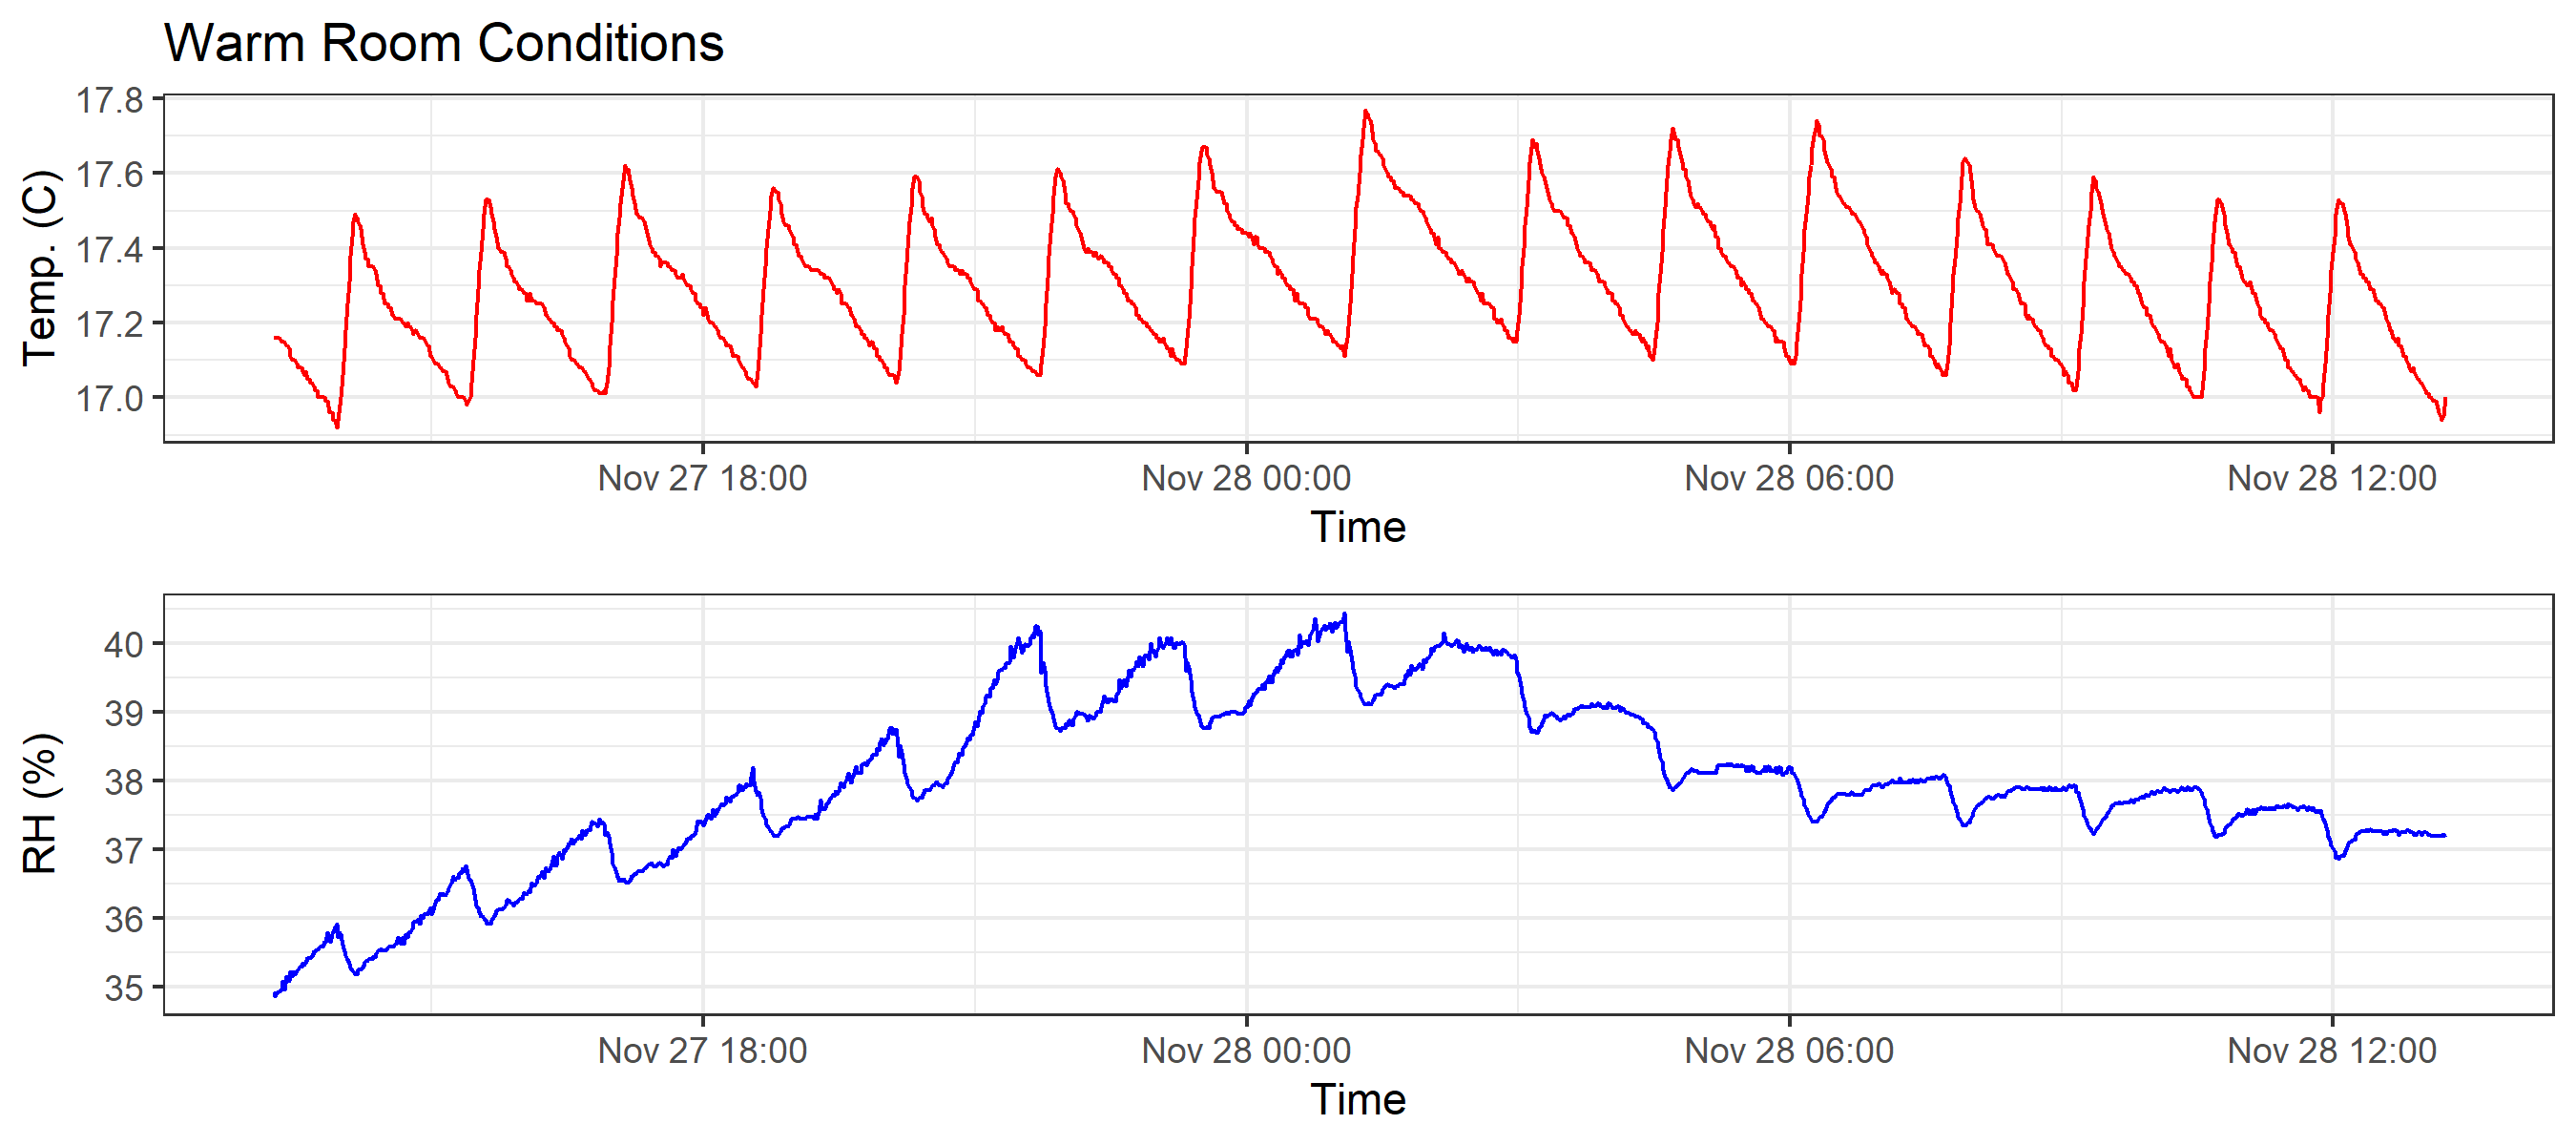 Warm Room Conditions
17.8
17.6
17.4
17.2
17.0
Temp. (C)
Nov 27 18:00 Nov 28 00:00 Nov 28 06:00 Nov 28 12:00
Time
40
39
38
37
36
35
RH (%)
Nov 27 18:00 Nov 28 00:00 Nov 28 06:00 Nov 28 12:00
Time